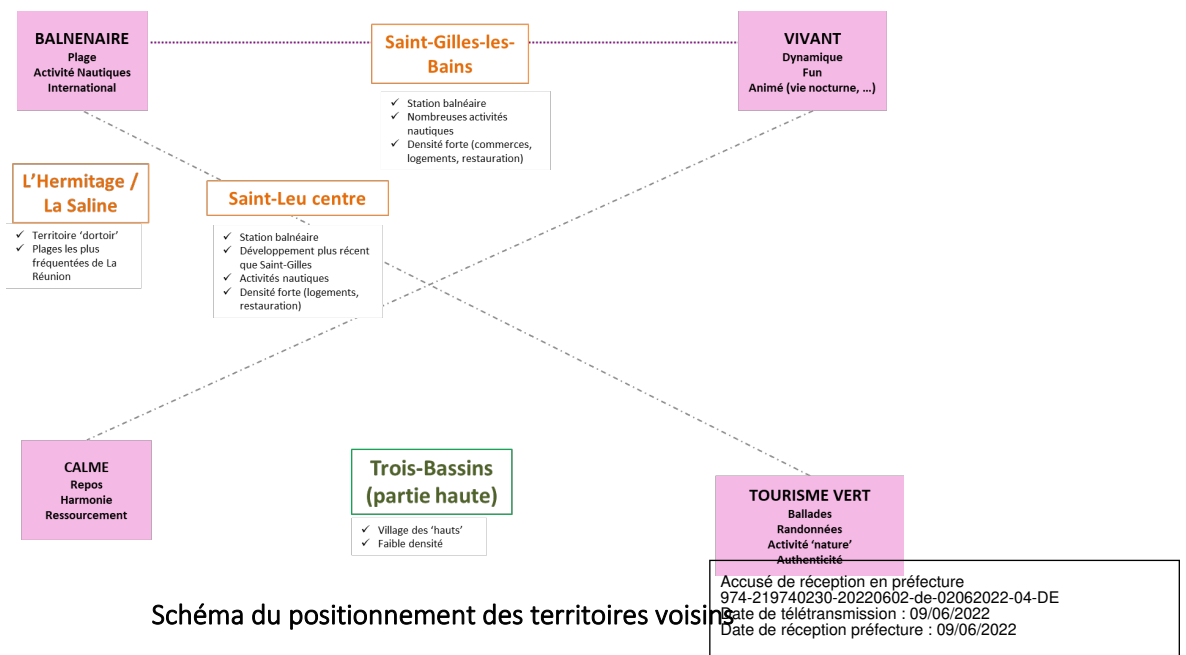 BALNENAIRE
Plage
Activité Nautiques
International
Saint-Gilles-les-
Bains
✓ Station balnéaire
✓ Nombreuses activités
nautiques
✓ Densité forte (commerces,
logements, restauration)
VIVANT
Dynamique
Fun
Animé (vie nocturne, ...)
L'Hermitage /
La Saline
✓ Territoire 'dortoir'
✓ Plages les plus
fréquentées de La
Réunion
Saint-Leu centre
✓ Station balnéaire
✓ Développement plus récent
que Saint-Gilles
✓ Activités nautiques
✓ Densité forte (logements,
restauration)
CALME
Repos
Harmonie
Ressourcement
Trois-Bassins
(partie haute)
✓ Village des 'hauts'
✓ Faible densité
TOURISME VERT
Ballades
Randonnées
Activité 'nature'
Authenticité
Schéma du positionnement des territoires voisins
Accusé de réception en préfecture
974-219740230-20220602-de-02062022-04-DE
Date de télétransmission : 09/06/2022
Date de réception préfecture : 09/06/2022